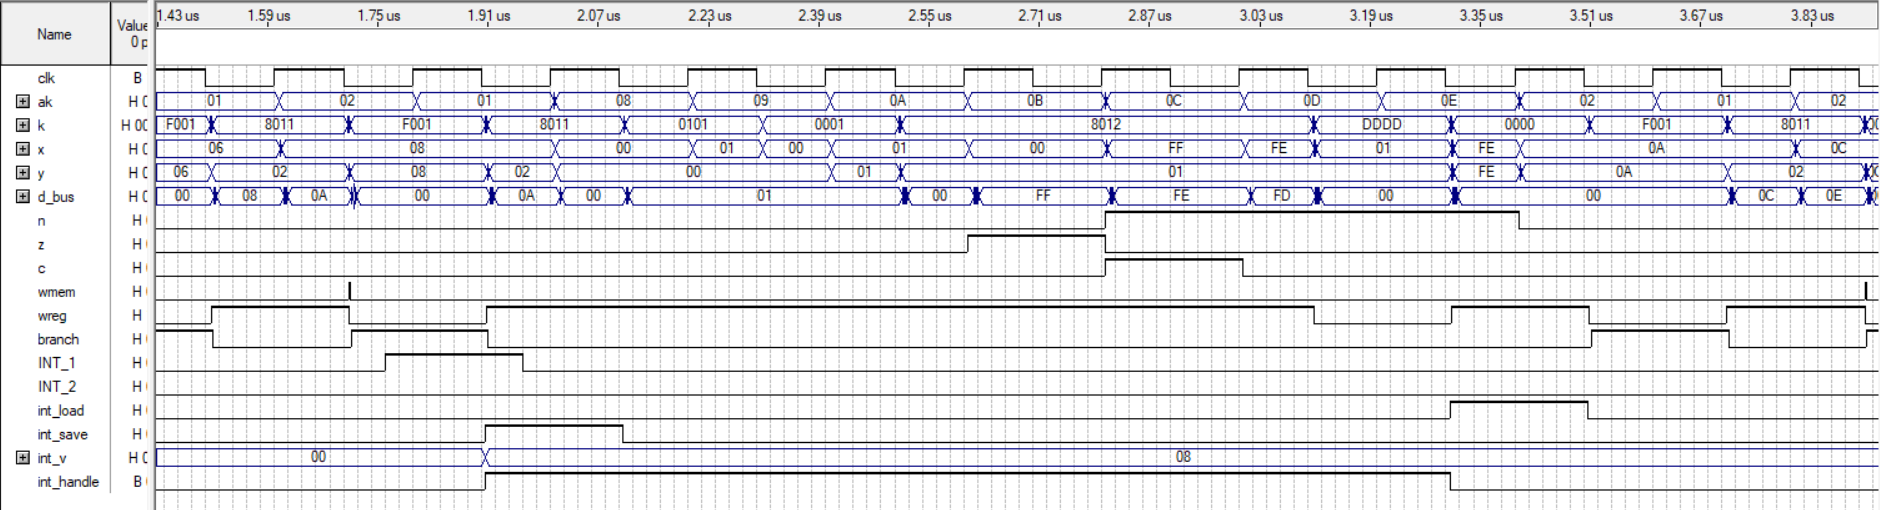 Name Value 0 p 1.43 us 1.59 us 1.75 us 1.91 us 2.07 us 2.23 us 2.39 us 2.55 us 2.71 us 2.87 us 3.03 us 3.19 us 3.35 us 3.51 us 3.67 us 3.83 us
clk B
ak H 0 01 02 01 08 09 0A 0B 0C 0D 0E 02 01 02
k H 00 F001 8011 F001 8011 0101 0001 8012 DDDD 0000 F001 8011
x H 0 06 08 00 01 00 01 00 FF FE 01 FE 0A 0C
y H 0 06 02 08 02 00 01 01 FE 0A 02
d_bus H 0 00 08 0A 00 0A 00 01 00 FF FE FD 00 00 0C 0E
n H
z H
c H
wmem H
wreg H
branch H
INT_1 H
INT_2 H
int_load H
int_save H
int_v H 0 00 08
int_handle B